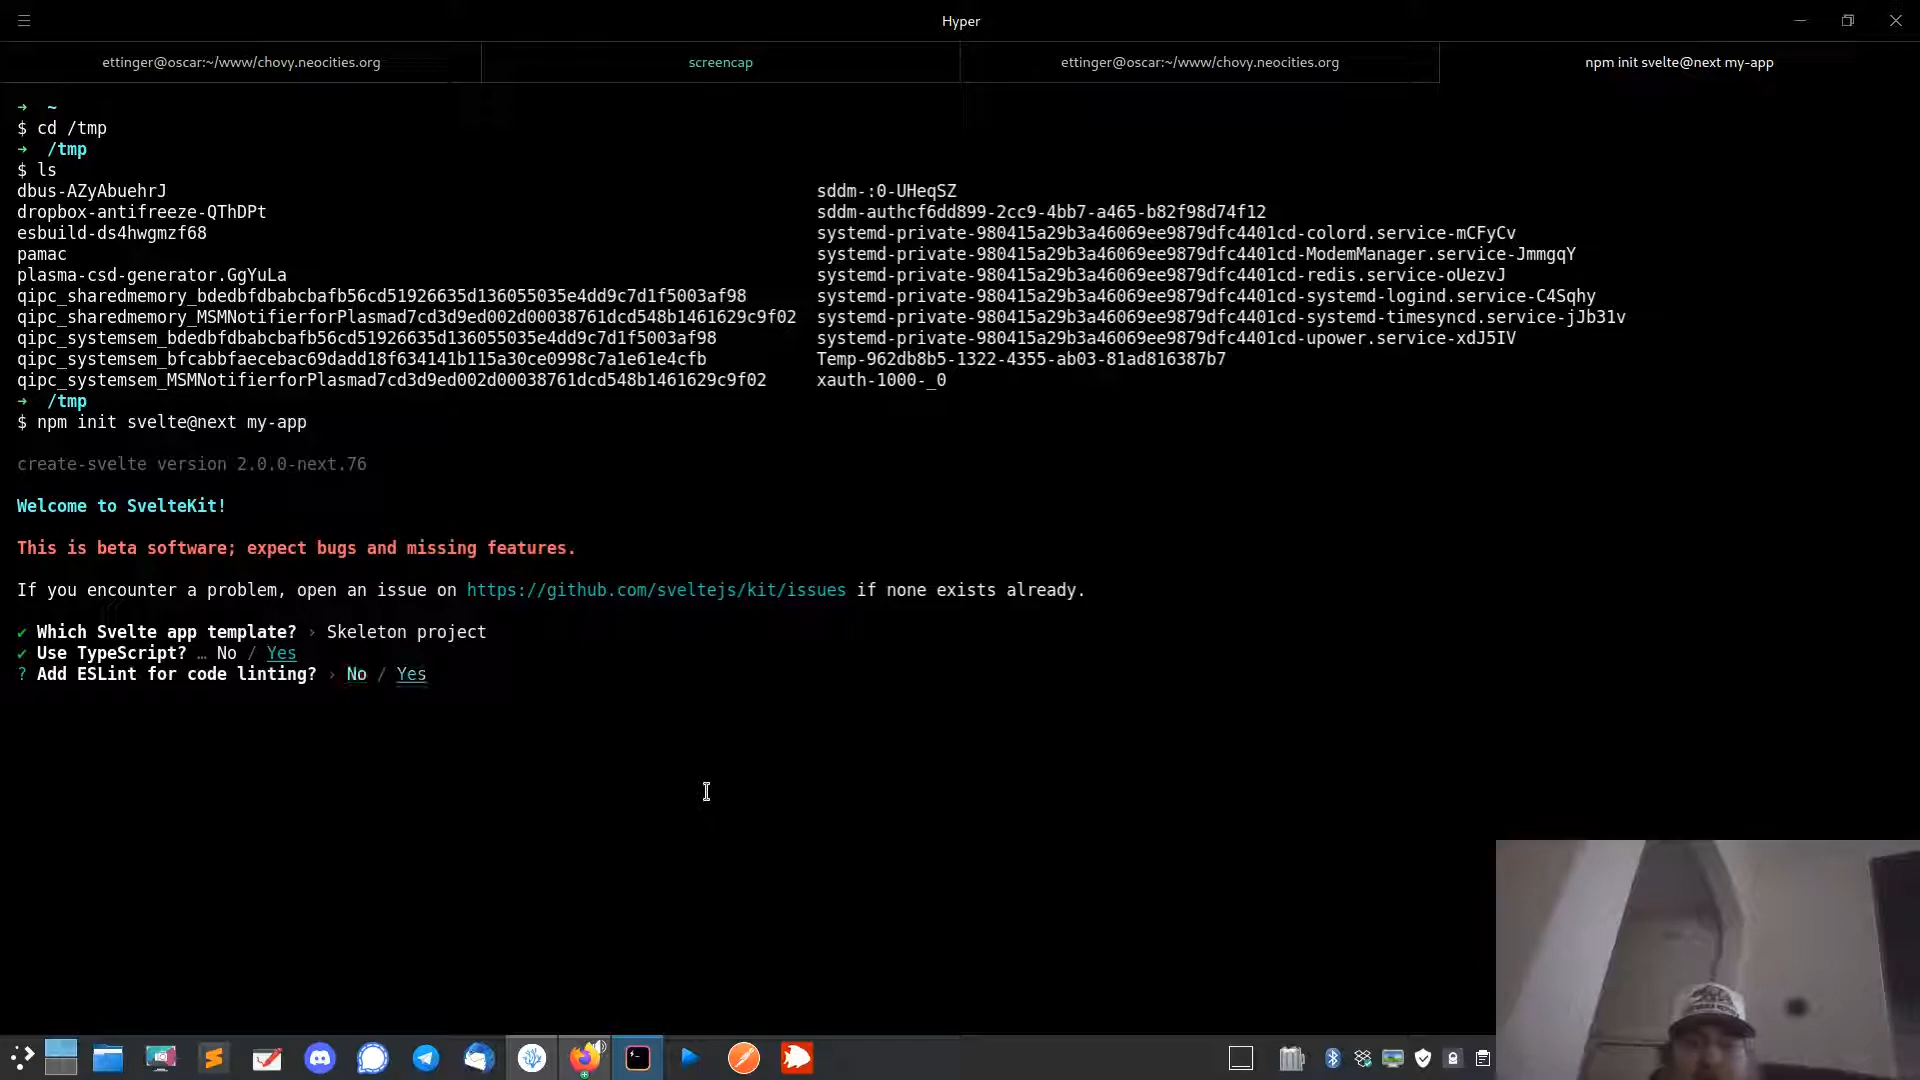 Hyper
ettinger@oscar:~/www/chovy.neocities.org
screencap
ettinger@oscar:~/www/chovy.neocities.org
npm init svelte@next my-app
➜ ~
$ cd /tmp
➜ /tmp
$ ls
dbus-AZyAbuehrJ sddm-:0-UHeqSZ
dropbox-antifreeze-QThDPt sddm-authcf6dd899-2cc9-4bb7-a465-b82f98d74f12
esbuild-ds4hwgmzf68 systemd-private-980415a29b3a46069ee9879dfc4401cd-colord.service-mCFyCv
pamac systemd-private-980415a29b3a46069ee9879dfc4401cd-ModemManager.service-JmmgqY
plasma-csd-generator.GgYuLa systemd-private-980415a29b3a46069ee9879dfc4401cd-redis.service-oUezvJ
qipc_sharedmemory_bdedbfdbabcbafb56cd51926635d136055035e4dd9c7d1f5003af98 systemd-private-980415a29b3a46069ee9879dfc4401cd-systemd-logind.service-C4Sqhy
qipc_sharedmemory_MSMNotifierforPlasmad7cd3d9ed002d00038761dcd548b1461629c9f02 systemd-private-980415a29b3a46069ee9879dfc4401cd-systemd-timesyncd.service-jJb31v
qipc_systemsem_bdedbfdbabcbafb56cd51926635d136055035e4dd9c7d1f5003af98 systemd-private-980415a29b3a46069ee9879dfc4401cd-upower.service-xdJ5IV
qipc_systemsem_bfcabbfaecebac69dadd18f634141b115a30ce0998c7a1e61e4cfb Temp-962db8b5-1322-4355-ab03-81ad816387b7
qipc_systemsem_MSMNotifierforPlasmad7cd3d9ed002d00038761dcd548b1461629c9f02 xauth-1000-_0
➜ /tmp
$ npm init svelte@next my-app
create-svelte version 2.0.0-next.76
Welcome to SvelteKit!
This is beta software; expect bugs and missing features.
If you encounter a problem, open an issue on https://github.com/sveltejs/kit/issues if none exists already.
✔ Which Svelte app template? › Skeleton project
✔ Use TypeScript? … No / Yes
? Add ESLint for code linting? › No / Yes